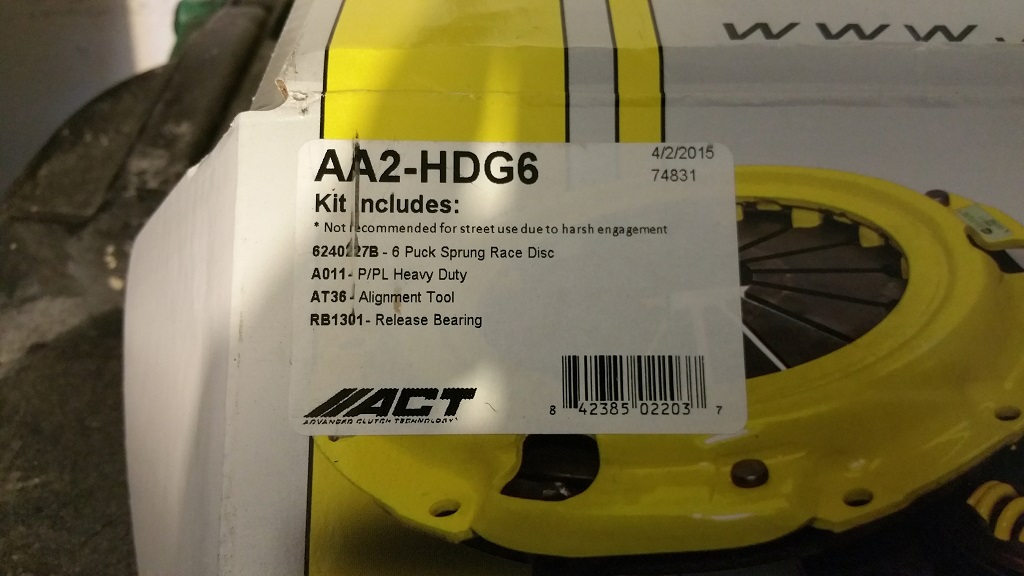 WWW.
AA2-HDG6
4/2/2015
74831
Kit Includes:
* Not recommended for street use due to harsh engagement
6240227B - 6 Puck Sprung Race Disc
A011- P/PL Heavy Duty
AT36- Alignment Tool
RB1301- Release Bearing
ACT
ADVANCED CLUTCH TECHNOLOGY
8 42385 02203 7